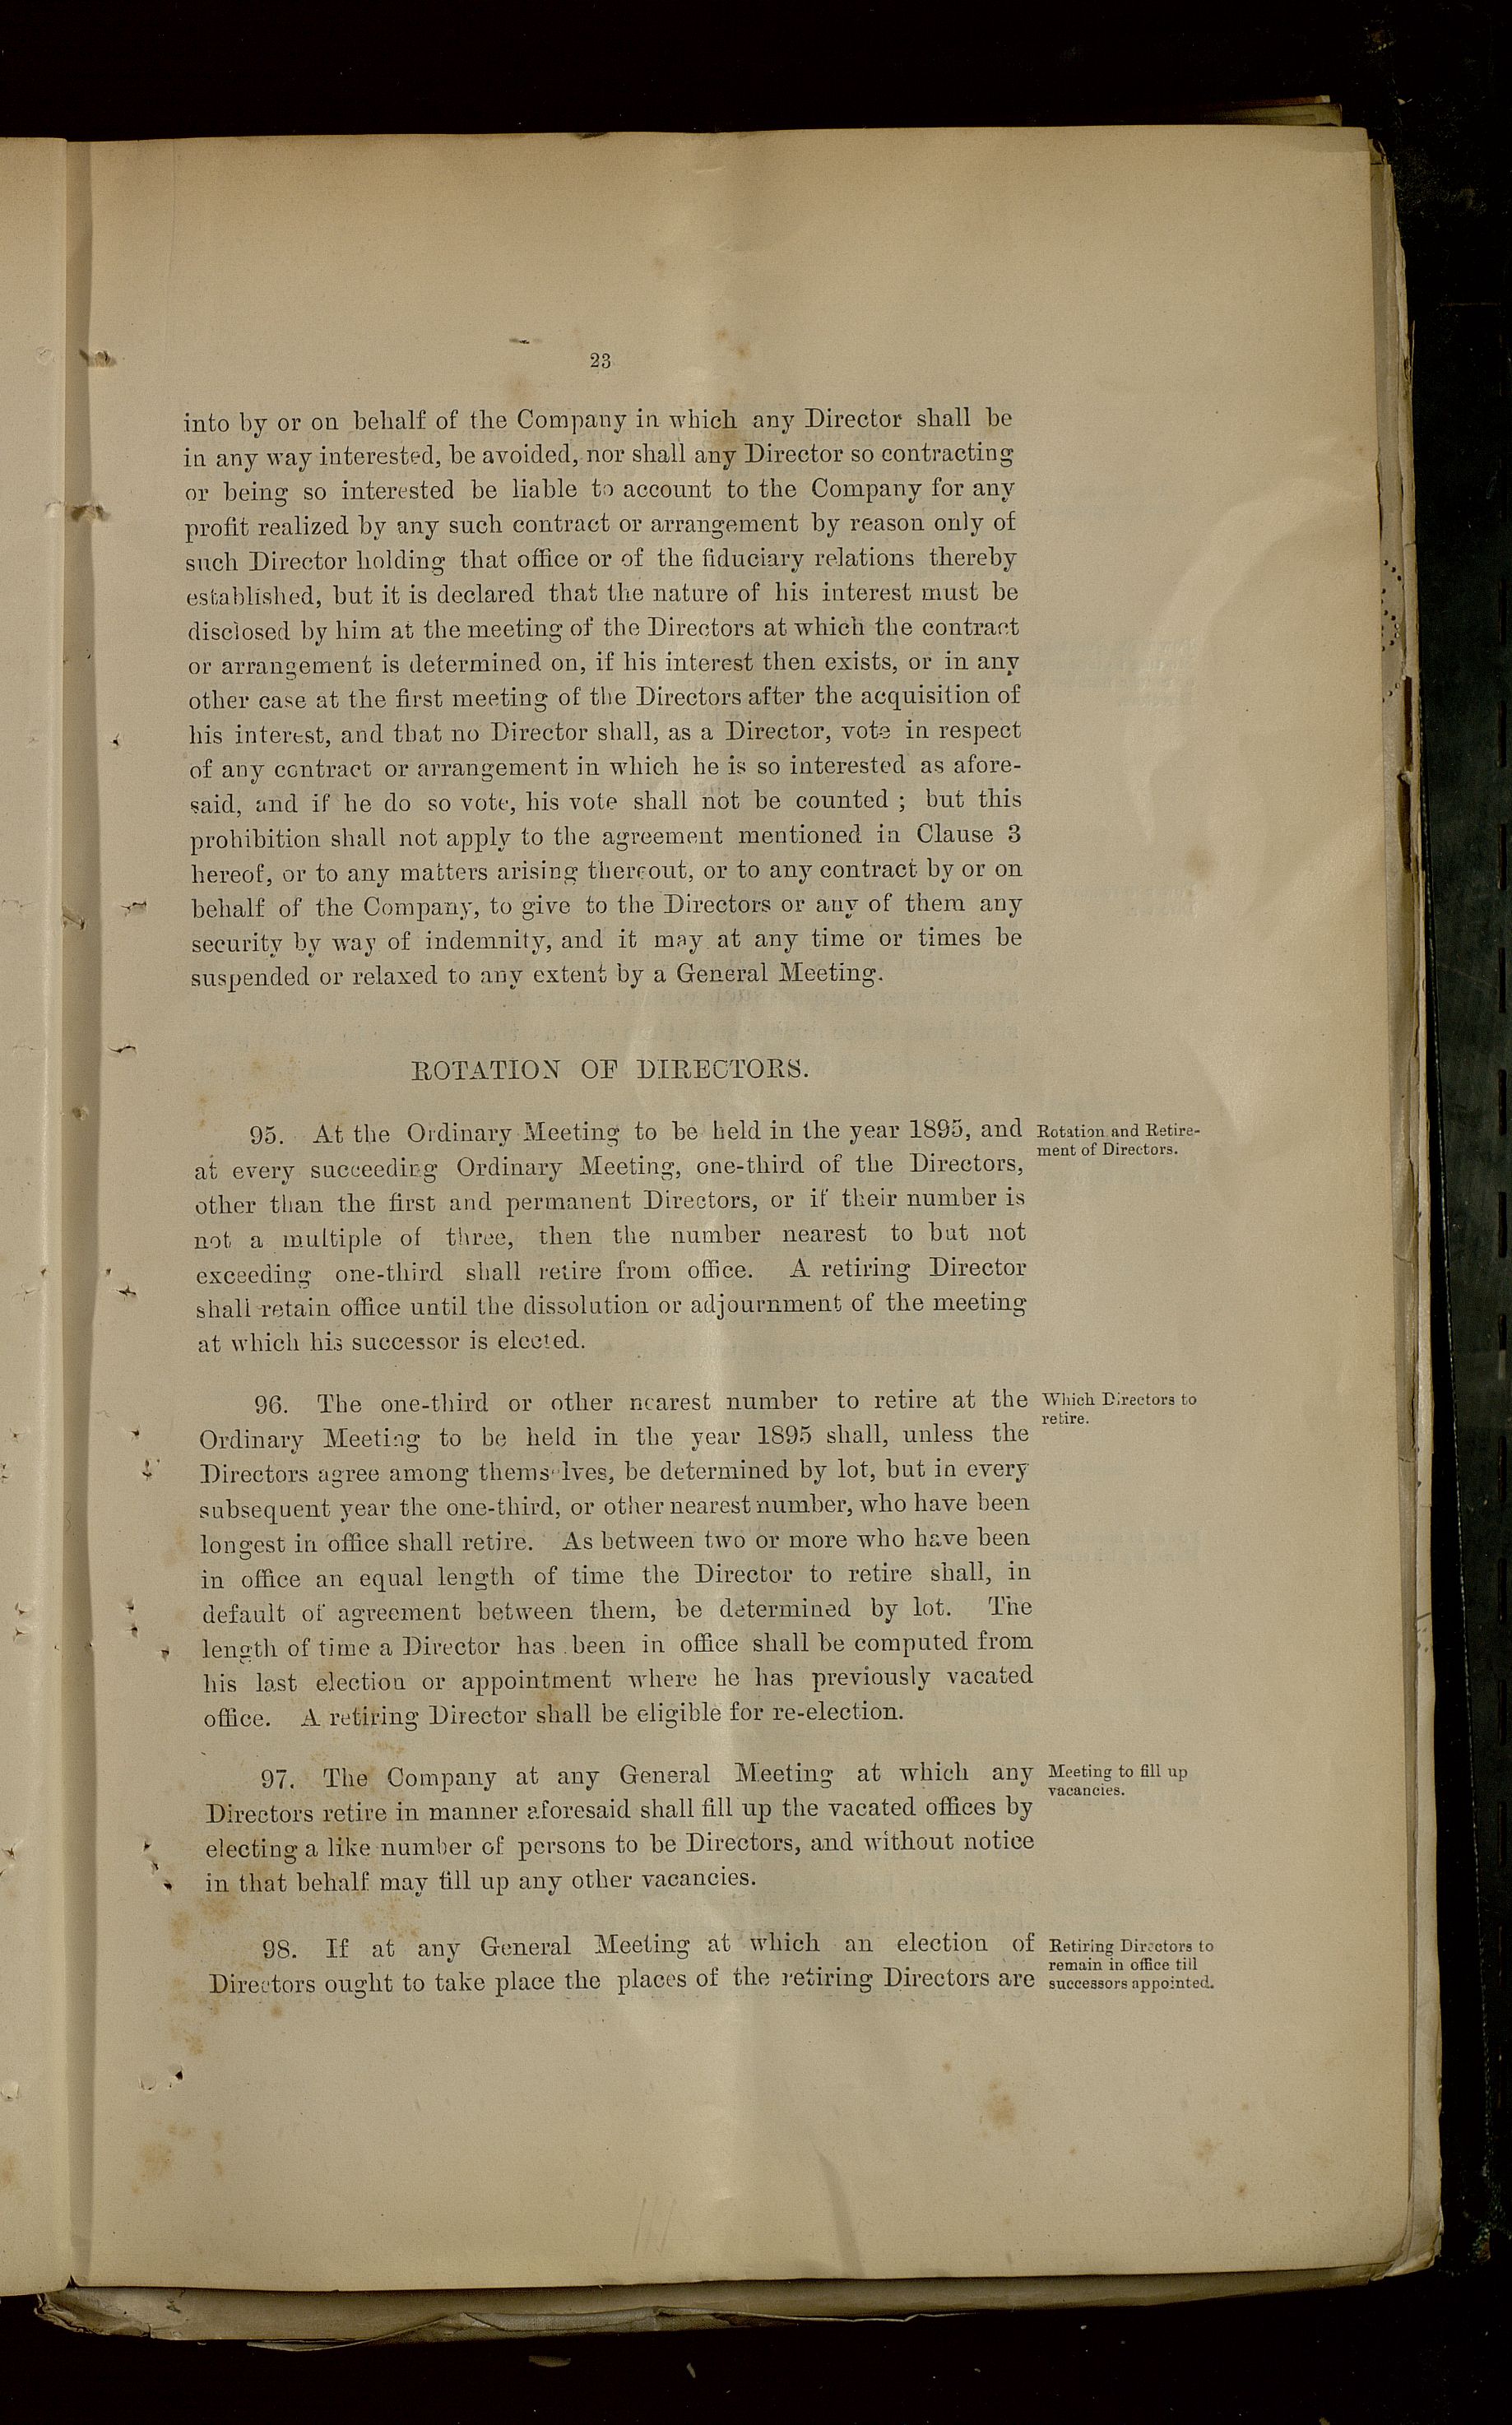 23
into by or on behalf of the Company in which any Director shall be
in any way interested, be avoided, nor shall any Director so contracting
or being so interested be liable to account to the Company for any
profit realized by any such contract or arrangement by reason only of
such Director holding that office or of the fiduciary relations thereby
established, but it is declared that the nature of his interest must be
disclosed by him at the meeting of the Directors at which the contract
or arrangement is determined on, if his interest then exists, or in any
other case at the first meeting of the Directors after the acquisition of
his interest, and that no Director shall, as a Director, vote in respect
of any contract or arrangement in which he is so interested as afore-
said, and if he do so vote, his vote shall not be counted ; but this
prohibition shall not apply to the agreement mentioned in Clause 3
hereof, or to any matters arising thereout, or to any contract by or on
behalf of the Company, to give to the Directors or any of them any
security by way of indemnity, and it may at any time or times be
suspended or relaxed to any extent by a General Meeting.
ROTATION OF DIRECTORS.
95. At the Ordinary Meeting to be held in the year 1895, and
at every succeeding Ordinary Meeting, one-third of the Directors,
other than the first and permanent Directors, or if their number is
not a multiple of three, then the number nearest to but not
exceeding one-third shall retire from office. A retiring Director
shall retain office until the dissolution or adjournment of the meeting
at which his successor is elected.
Rotation and Retire-
ment of Directors.
96. The one-third or other nearest number to retire at the
Ordinary Meeting to be held in the year 1895 shall, unless the
Directors agree among themselves, be determined by lot, but in every
subsequent year the one-third, or other nearest number, who have been
longest in office shall retire. As between two or more who have been
in office an equal length of time the Director to retire shall, in
default of agreement between them, be determined by lot. The
length of time a Director has been in office shall be computed from
his last election or appointment where he has previously vacated
office. A retiring Director shall be eligible for re-election.
Which Directors to
retire.
97. The Company at any General Meeting at which any
Directors retire in manner aforesaid shall fill up the vacated offices by
electing a like number of persons to be Directors, and without notice
in that behalf may fill up any other vacancies.
Meeting to fill up
vacancies.
98. If at any General Meeting at which an election of
Directors ought to take place the places of the retiring Directors are
Retiring Directors to
remain in office till
successors appointed.